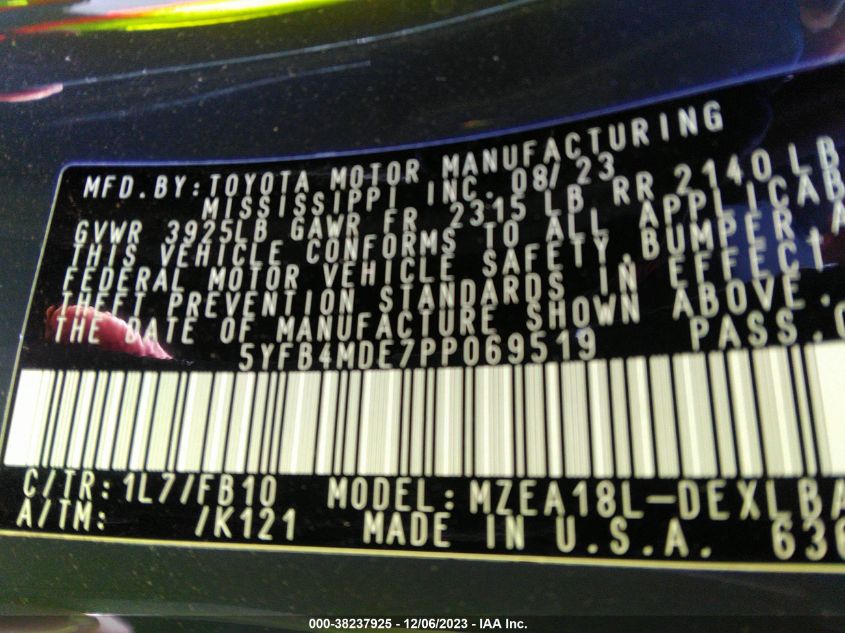 MFD.BY:TOYOTA MOTOR MANUFACTURING
MISSISSIPPI INC. 08/23
GVWR 3925LB GAWR FR 2315 LB RR 2140LB
THIS VEHICLE CONFORMS TO ALL APPLICAB
FEDERAL MOTOR VEHICLE SAFETY,BUMPER,A
THEFT PREVENTION STANDARDS IN EFFECT
THE DATE OF MANUFACTURE SHOWN ABOVE.
5YFB4MDE7PP069519 PASS.C
C/TR:1L7/FB10 MODEL:MZEA18L-DEXLBA
A/TM: /K121 MADE IN U.S.A. 636
000-38237925 - 12/06/2023 - IAA Inc.